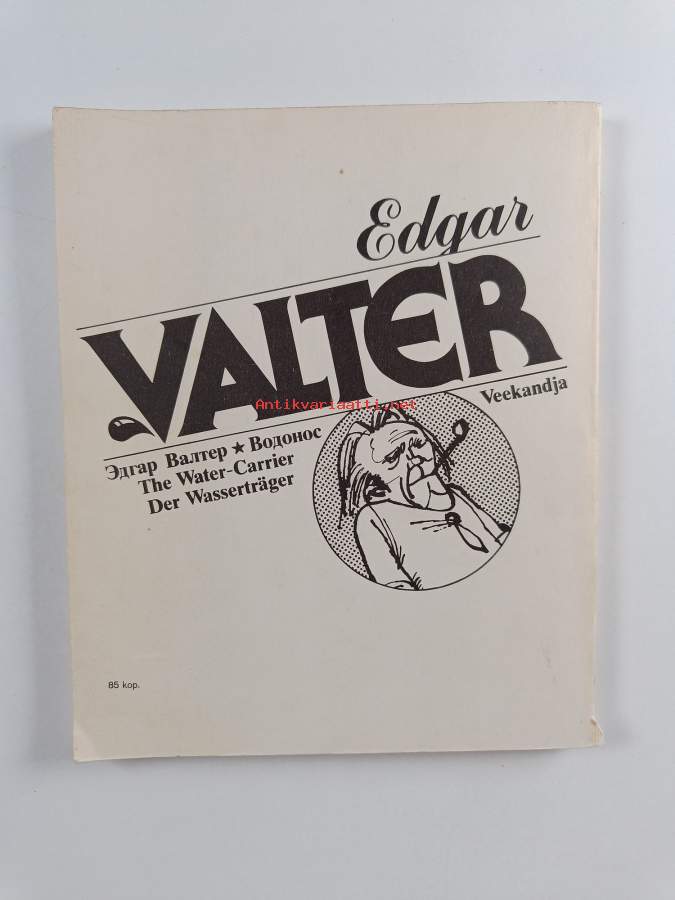 Edgar
VALTER
Antikvariaatti.net
Veekandja
Эдгар Валтер ★ Водонос
The Water-Carrier
Der Wasserträger
85 kop.